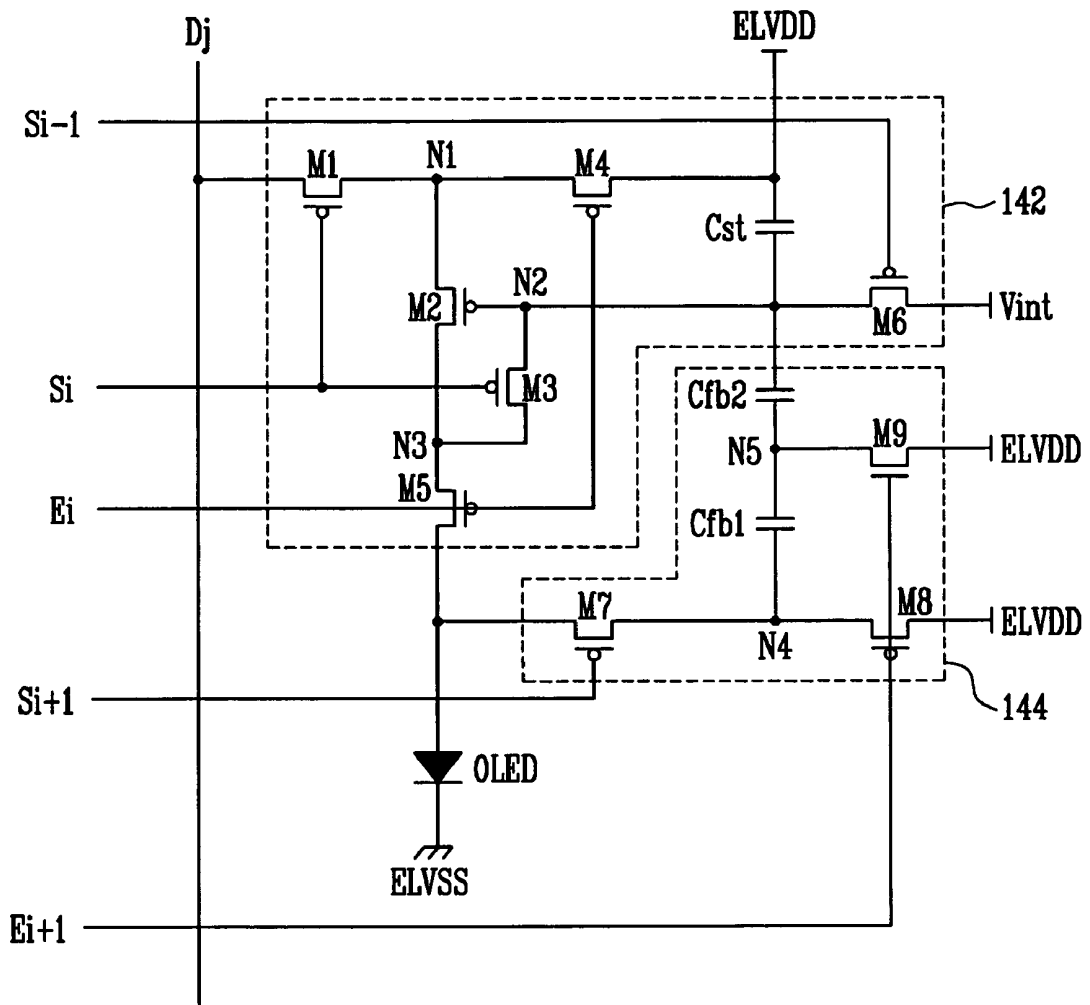 Dj
ELVDD
Si-1
M1
N1
M4
142
Cst
M2
N2
M6
Vint
Si
M3
Cfb2
M9
N3
N5
ELVDD
M5
Ei
Cfb1
M7
M8
N4
ELVDD
Si+1
144
OLED
ELVSS
Ei+1